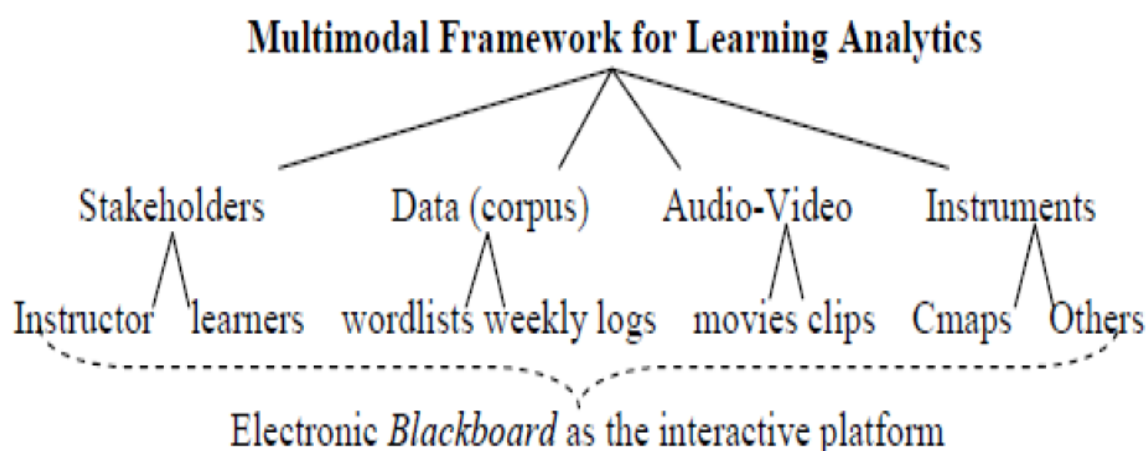 Multimodal Framework for Learning Analytics
Stakeholders Data (corpus) Audio-Video Instruments
Instructor learners wordlists weekly logs movies clips Cmaps Others
Electronic Blackboard as the interactive platform